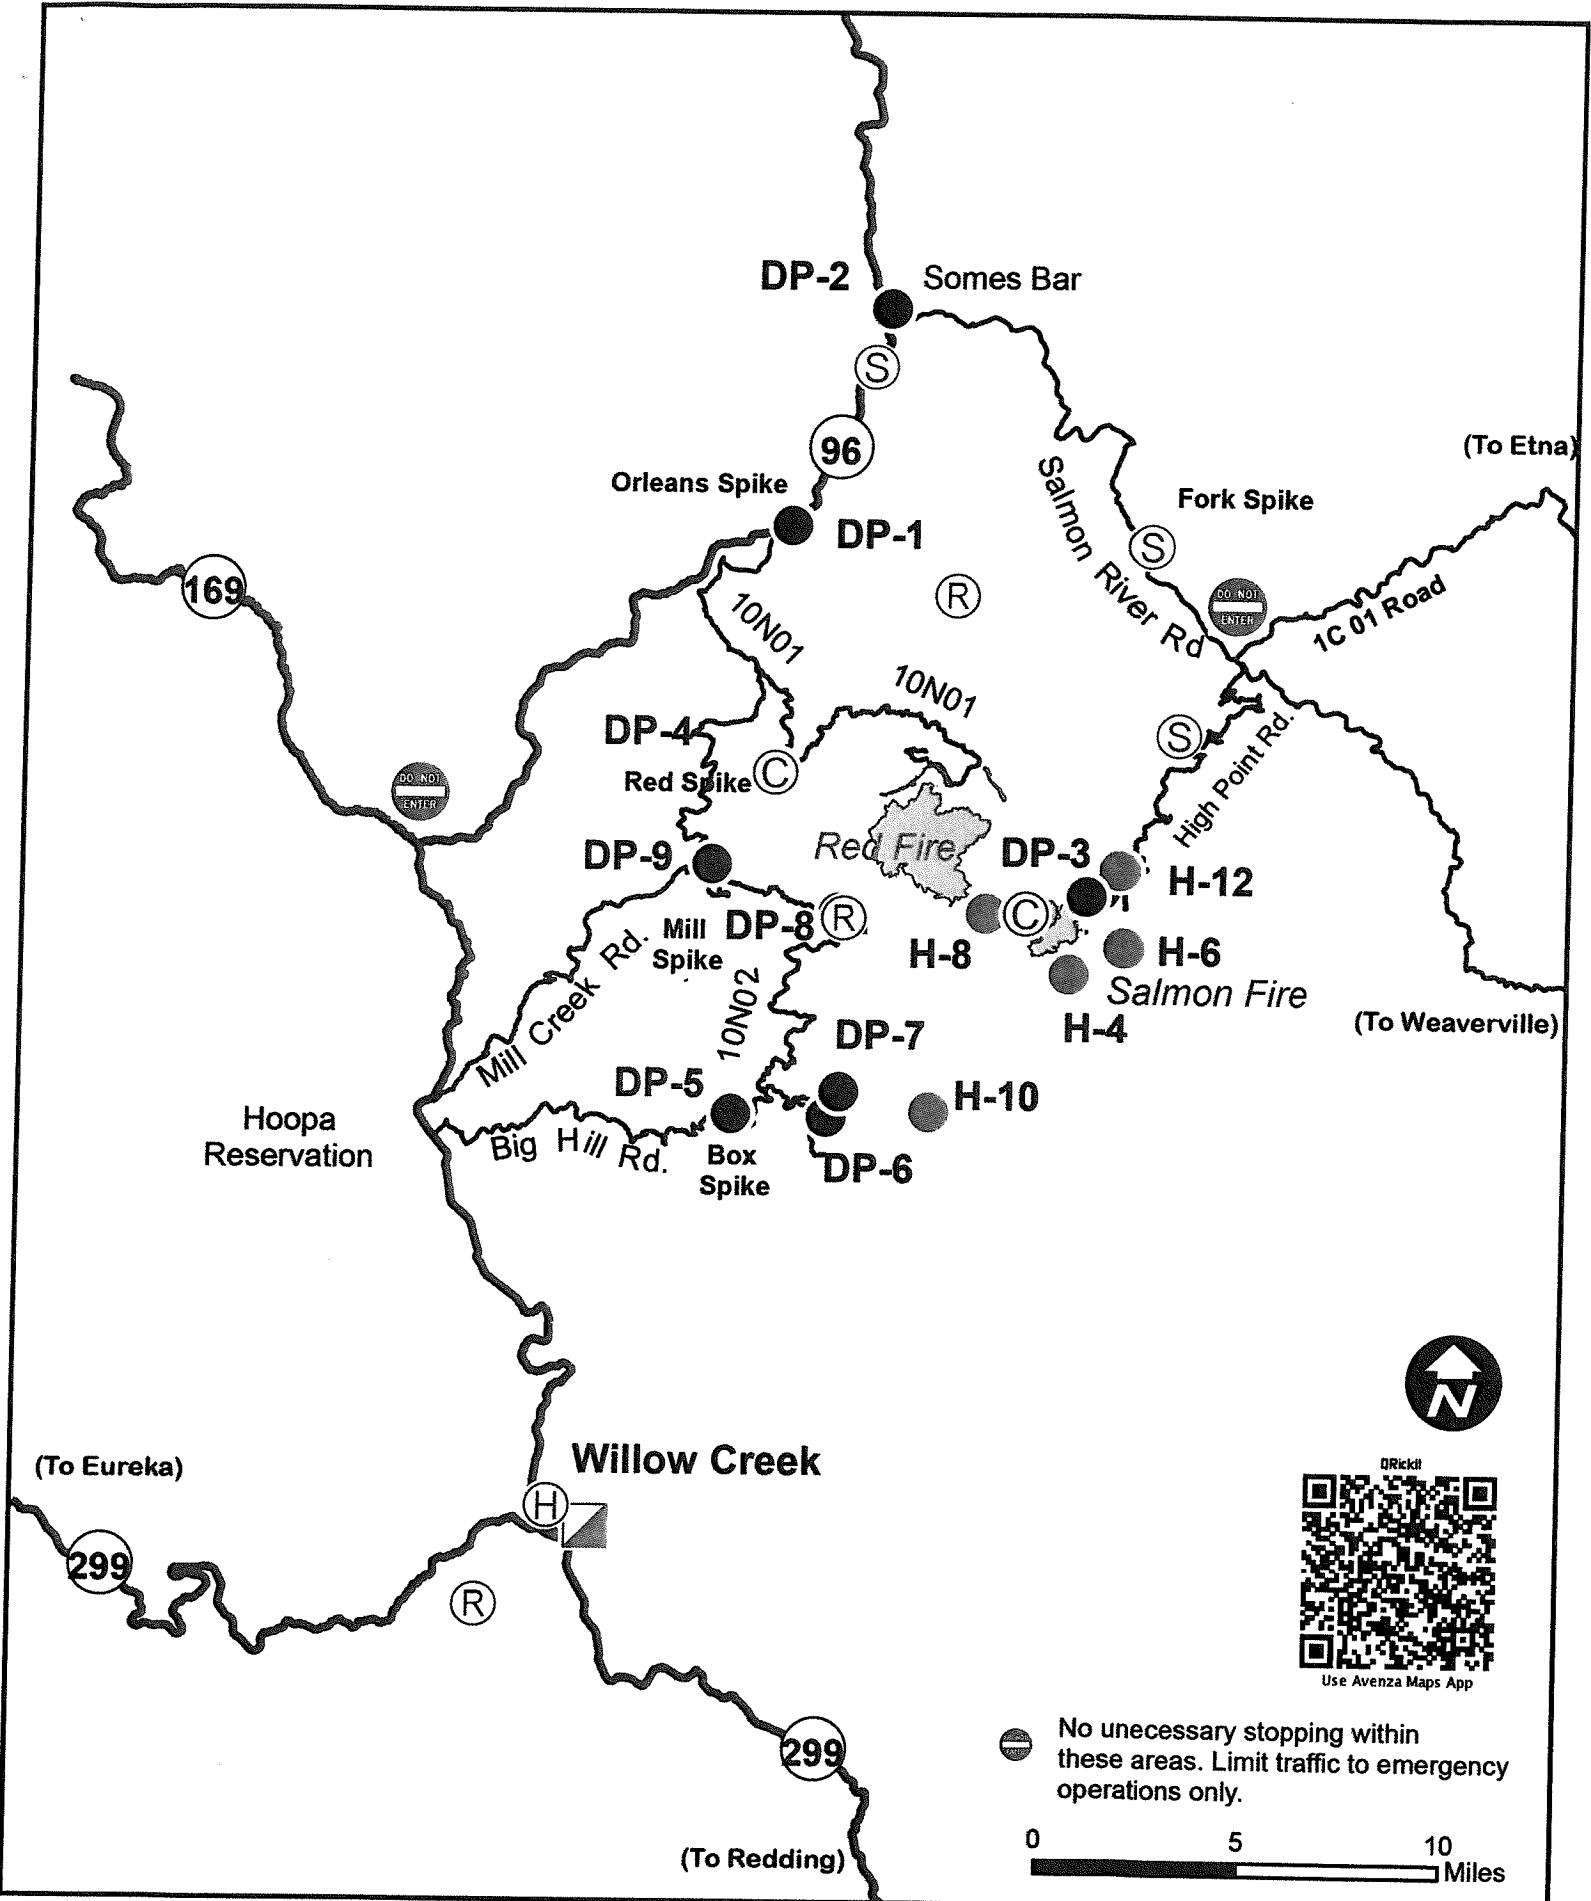 DP-2
Somes Bar
S
96
(To Etna)
Orleans Spike
Fork Spike
DP-1
S
Salmon River Rd
169
R
DO NOT
ENTER
1C 01 Road
10N01
10N01
DP-4
S
Red Spike
C
High Point Rd.
DO NOT
ENTER
Red Fire
DP-3
DP-9
H-12
DP-8
R
C
Mill
Spike
H-8
H-6
Salmon Fire
Mill Creek Rd.
10N02
H-4
(To Weaverville)
DP-7
DP-5
H-10
Hoopa
Reservation
Big Hill Rd.
Box
Spike
DP-6
N
Willow Creek
(To Eureka)
QRickit
H
299
R
Use Avenza Maps App
299
No unecessary stopping within
these areas. Limit traffic to emergency
operations only.
0 5 10
Miles
(To Redding)